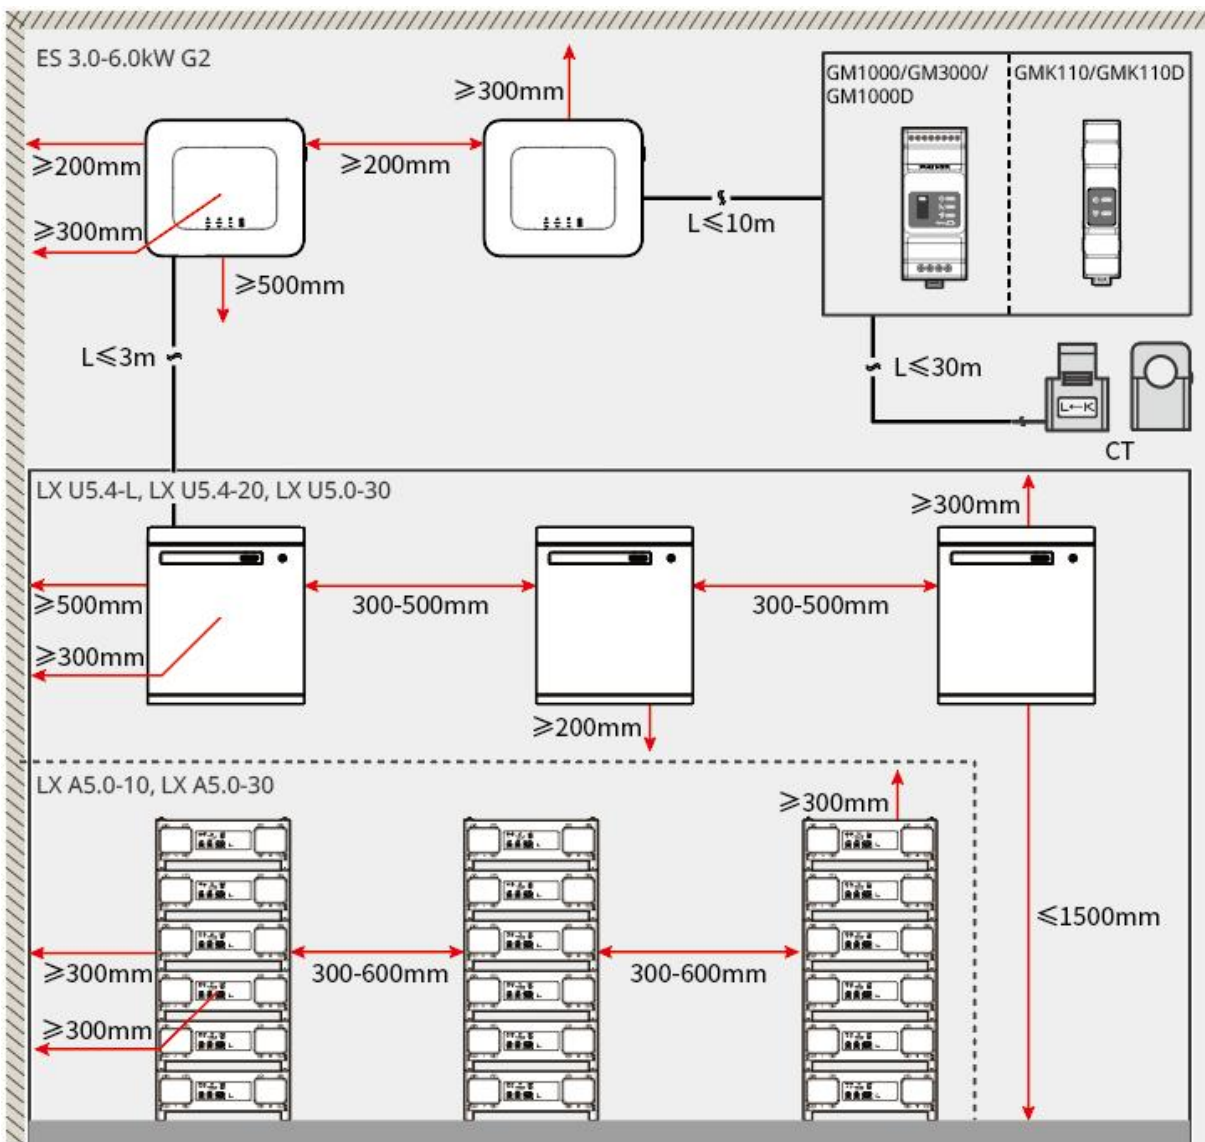 ES 3.0-6.0kW G2
⩾300mm
GM1000/GM3000/
GM1000D
GMK110/GMK110D
⩾200mm
⩾200mm
⩾300mm
L⩽10m
⩾500mm
L⩽3m
L⩽30m
L←K
CT
LX U5.4-L, LX U5.4-20, LX U5.0-30
⩾300mm
⩾500mm
300-500mm
300-500mm
⩾300mm
⩾200mm
LX A5.0-10, LX A5.0-30
⩾300mm
⩽1500mm
⩾300mm
300-600mm
300-600mm
⩾300mm